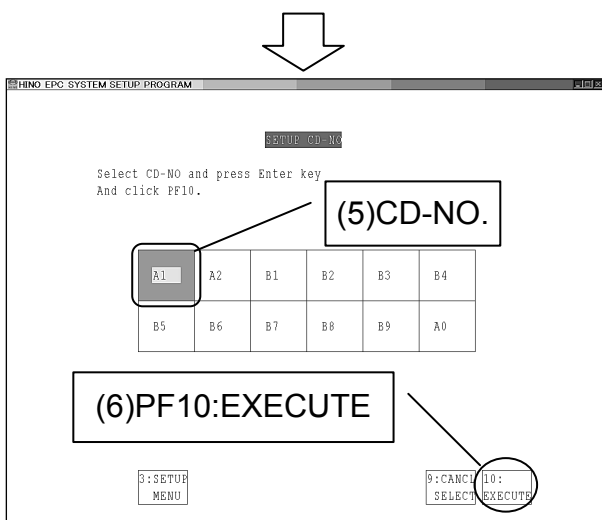 HINO EPC SYSTEM SETUP PROGRAM
SETUP CD-NO
Select CD-NO and press Enter key
And click PF10.
(5)CD-NO.
A1 A2 B1 B2 B3 B4
B5 B6 B7 B8 B9 A0
(6)PF10:EXECUTE
3:SETUP
MENU
9:CANCL
SELECT
10:
EXECUTE